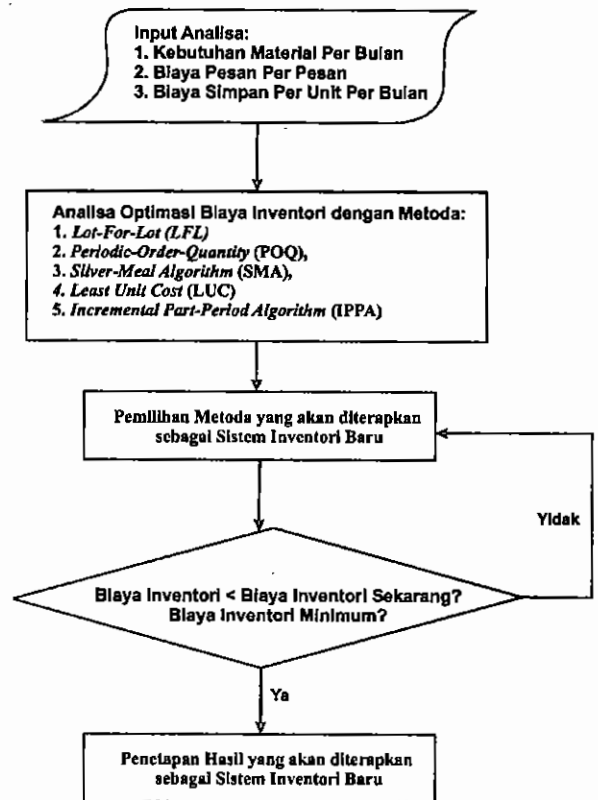 Input Analisa:
1. Kebutuhan Material Per Bulan
2. Biaya Pesan Per Pesan
3. Biaya Simpan Per Unit Per Bulan
Analisa Optimasi Biaya Inventori dengan Metoda:
1. Lot-For-Lot (LFL)
2. Periodic-Order-Quantity (POQ),
3. Silver-Meal Algorithm (SMA),
4. Least Unit Cost (LUC)
5. Incremental Part-Period Algorithm (IPPA)
Pemilihan Metoda yang akan diterapkan
sebagai Sistem Inventori Baru
Yidak
Biaya Inventori < Biaya Inventori Sekarang?
Biaya Inventori Minimum?
Ya
Penetapan Hasil yang akan diterapkan
sebagai Sistem Inventori Baru